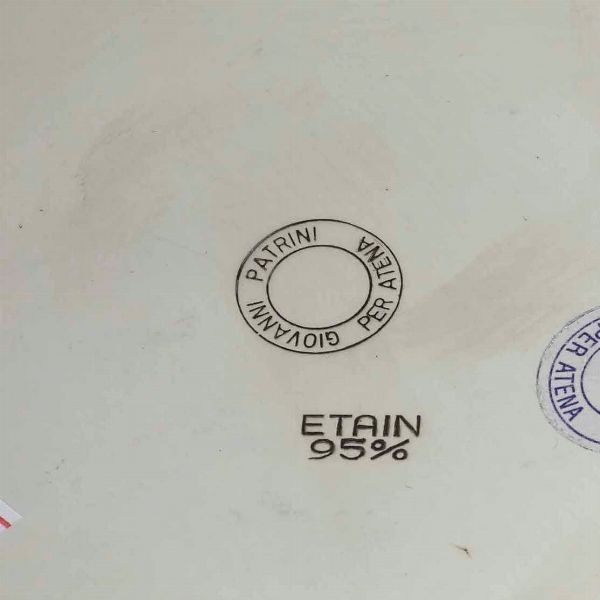 GIOVANNI PATRINI PER ATENA
ETAIN
95%
PER ATENA